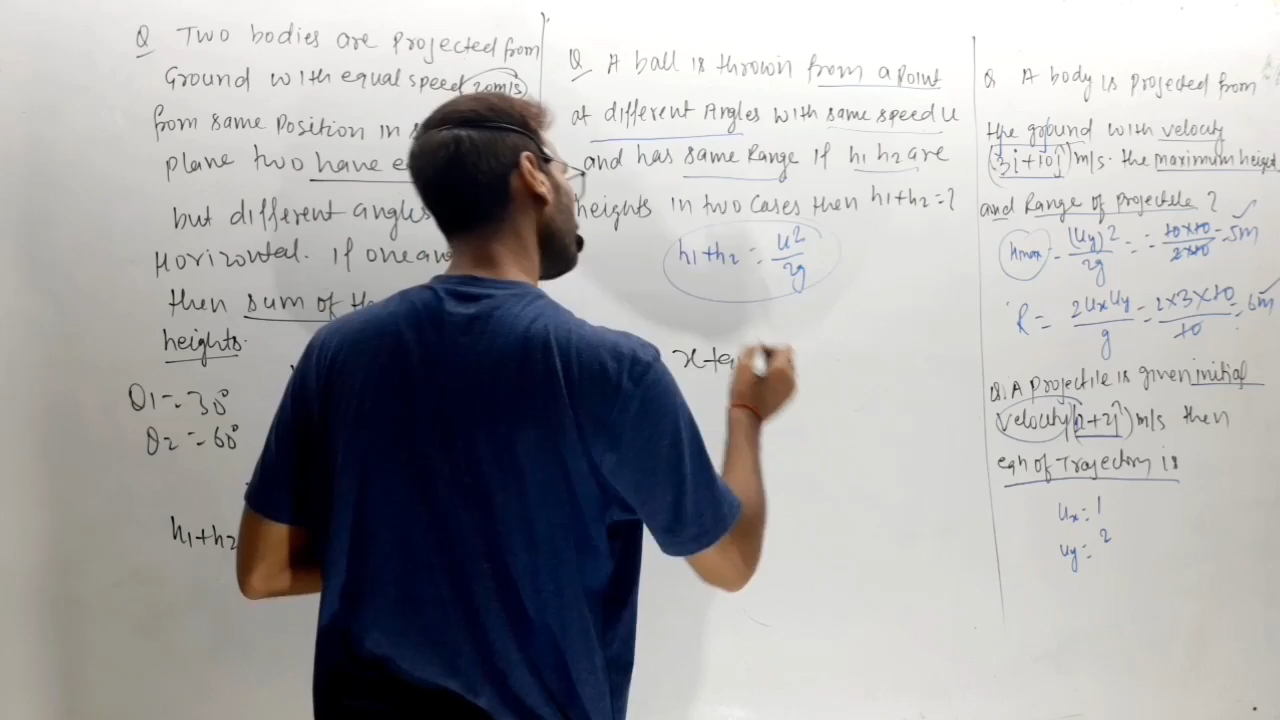 Q Two bodies are projected from
Ground with equal speed 20m/s
from same position in
plane two have
but different angles
Horizontal. If one
then sum of
heights.
θ1 = 30°
θ2 = 60°
h1+h2
Q A ball is thrown from a point
at different Angles with same speed u
and has same Range if h1 h2 are
heights in two cases then h1+h2=?
h1+h2 = u²/2g
Q A body is projected from
the ground with velocity
(3i+10j) m/s. the maximum height
and Range of projectile?
Hmax = (uy)²/2g = = 10×10/2×10 = 5m
R = 2uxuy/g = 2×3×10/10 = 6m
Q. A projectile is given initial
velocity m/s then
eqn of Trajectory is
ux = 1
uy = 2